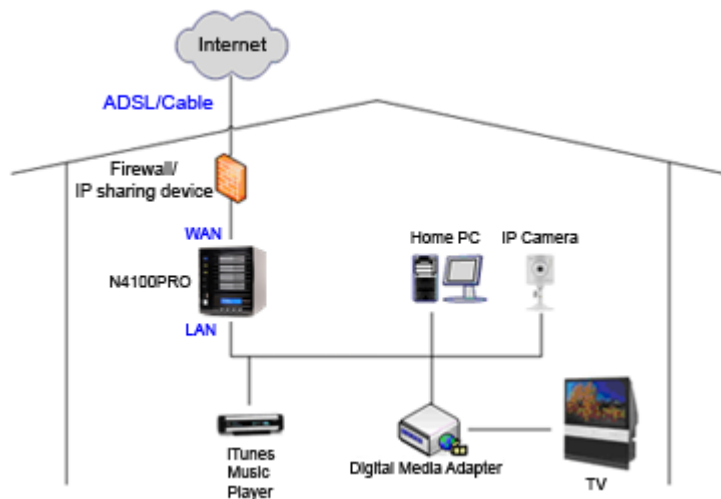 Internet
ADSL/Cable
Firewall/
IP sharing device
WAN
Home PC
IP Camera
N4100PRO
LAN
iTunes
Music
Player
Digital Media Adapter
TV